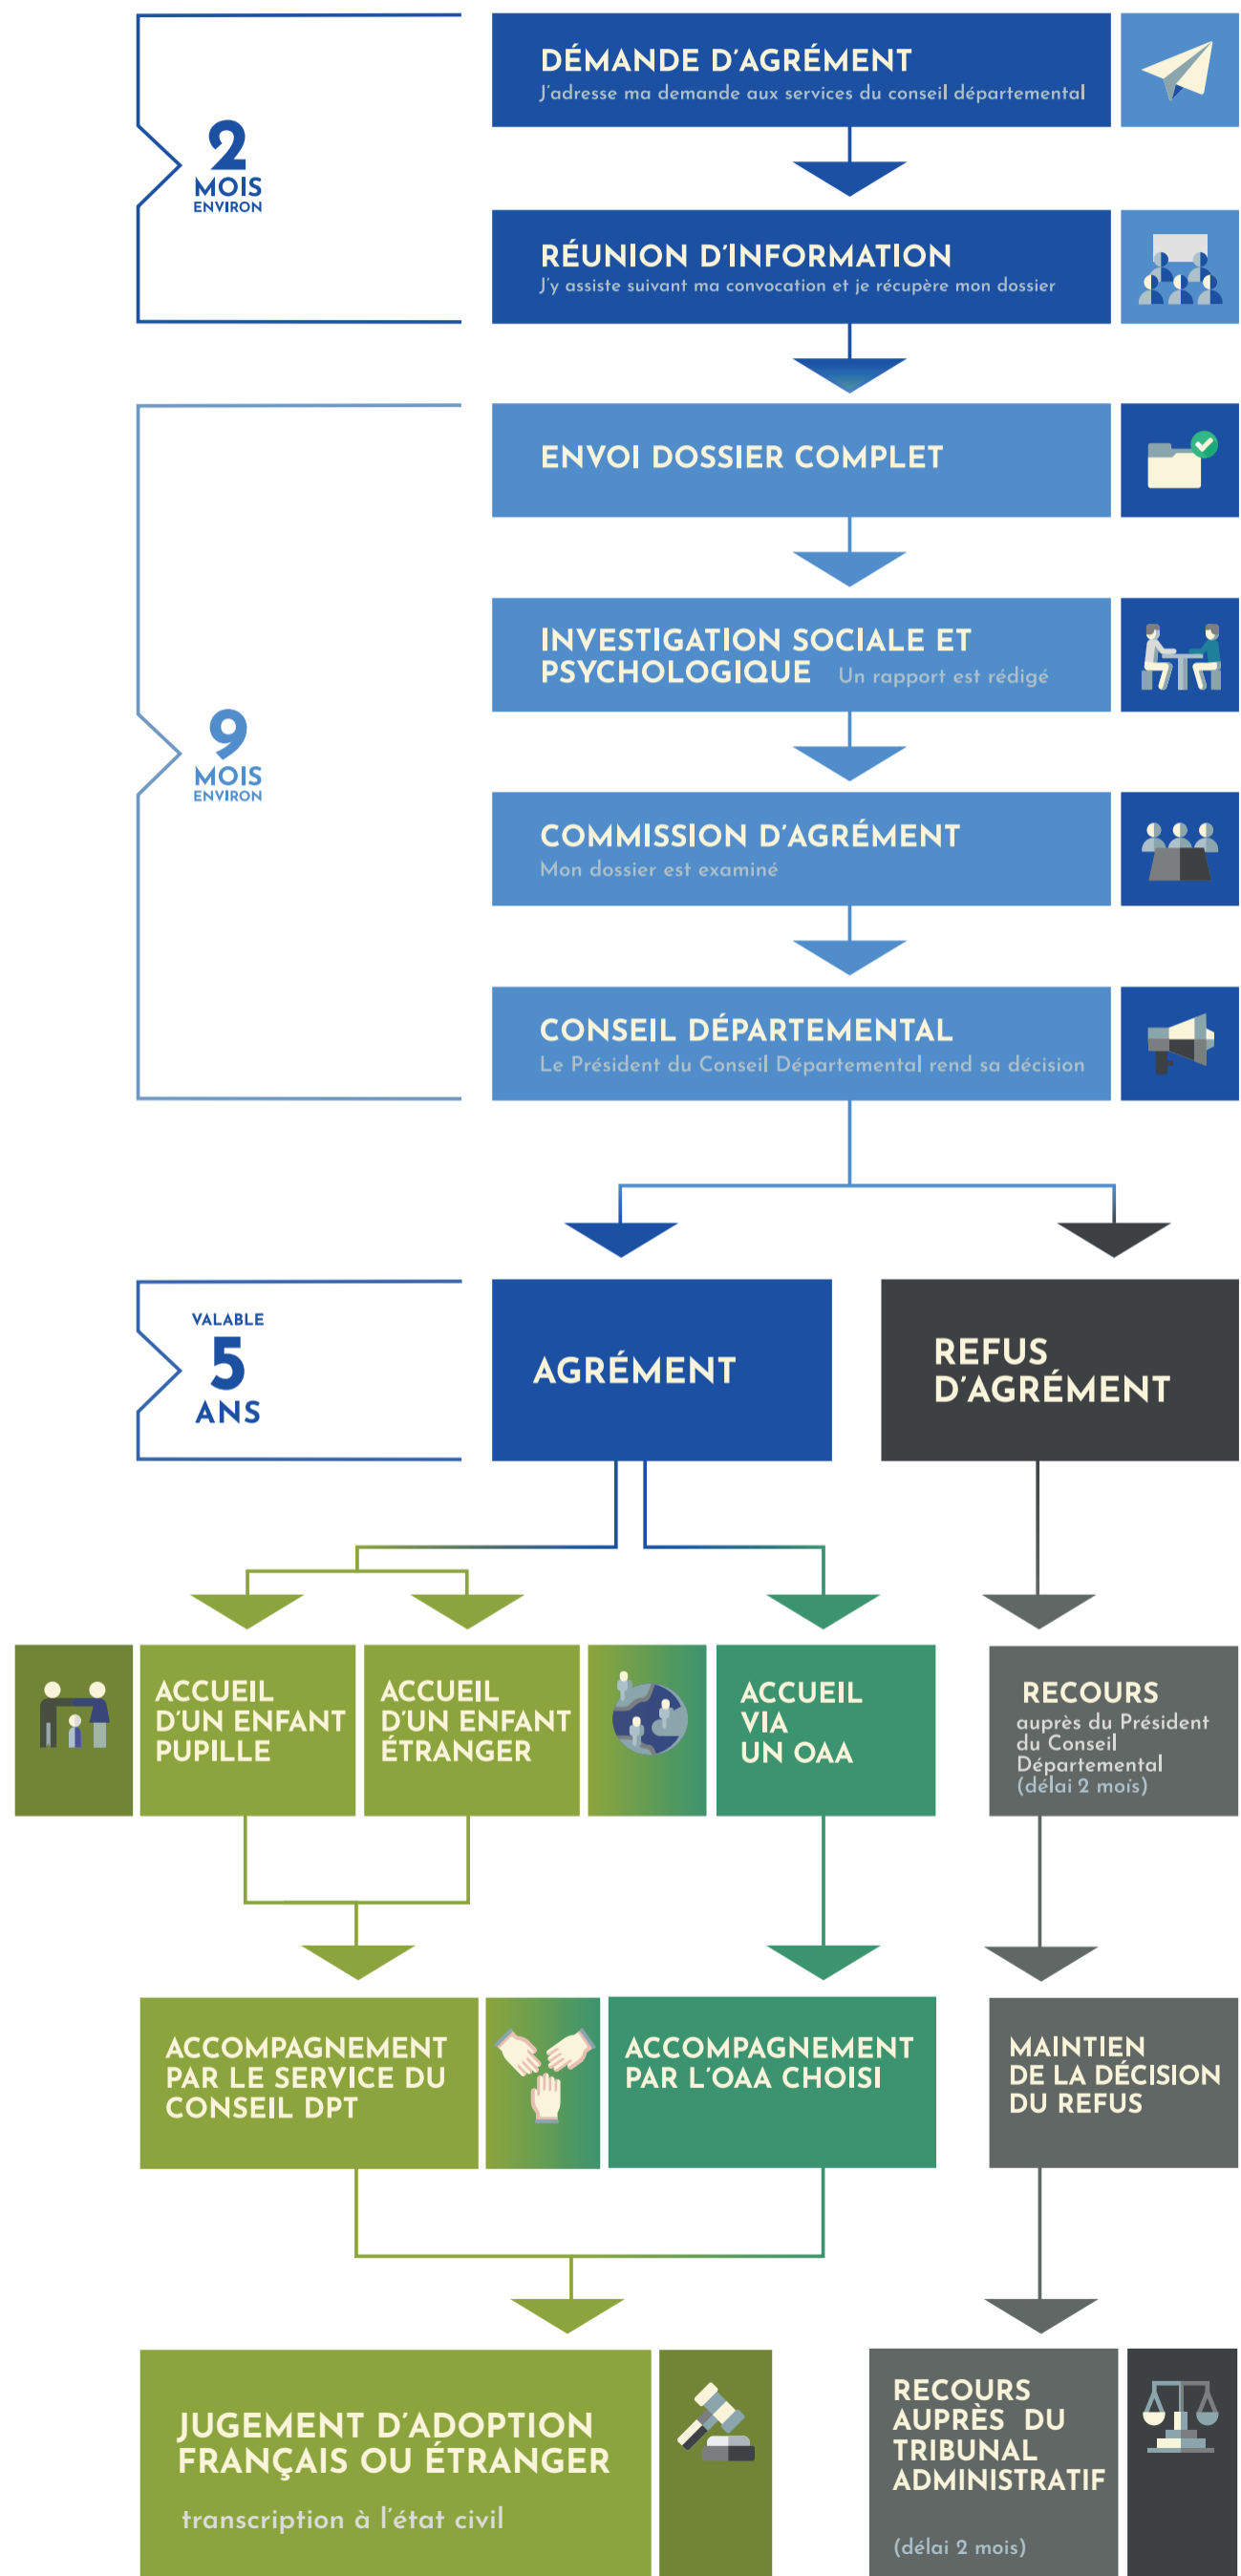 DÉMANDE D'AGRÉMENT
J'adresse ma demande aux services du conseil départemental
2
MOIS
ENVIRON
RÉUNION D'INFORMATION
J'y assiste suivant ma convocation et je récupère mon dossier
ENVOI DOSSIER COMPLET
INVESTIGATION SOCIALE ET
PSYCHOLOGIQUE Un rapport est rédigé
9
MOIS
ENVIRON
COMMISSION D'AGRÉMENT
Mon dossier est examiné
CONSEIL DÉPARTEMENTAL
Le Président du Conseil Départemental rend sa décision
VALABLE
5
ANS
AGRÉMENT
REFUS
D'AGRÉMENT
ACCUEIL
D'UN ENFANT
PUPILLE
ACCUEIL
D'UN ENFANT
ÉTRANGER
ACCUEIL
VIA
UN OAA
RECOURS
auprès du Président
du Conseil
Départemental
(délai 2 mois)
ACCOMPAGNEMENT
PAR LE SERVICE DU
CONSEIL DPT
ACCOMPAGNEMENT
PAR L'OAA CHOISI
MAINTIEN
DE LA DÉCISION
DU REFUS
JUGEMENT D'ADOPTION
FRANÇAIS OU ÉTRANGER
transcription à l'état civil
RECOURS
AUPRÈS DU
TRIBUNAL
ADMINISTRATIF
(délai 2 mois)